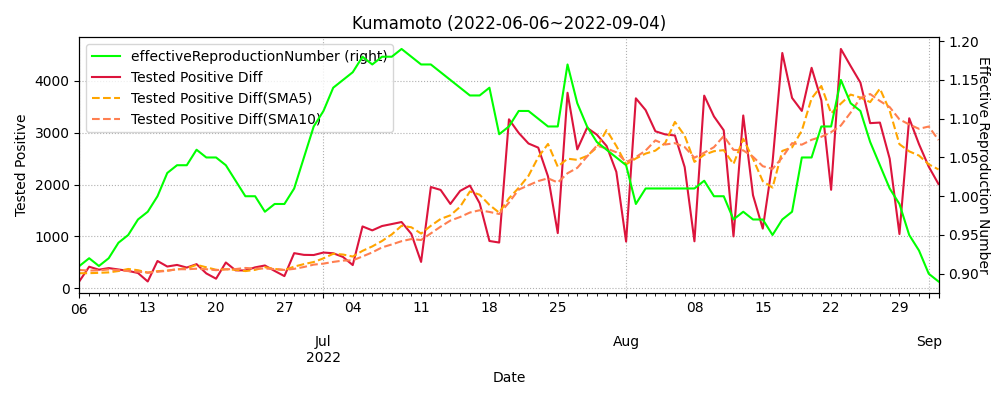 Kumamoto (2022-06-06~2022-09-04)
effectiveReproductionNumber (right)
Tested Positive Diff
Tested Positive Diff(SMA5)
Tested Positive Diff(SMA10)
Tested Positive
4000
3000
2000
1000
0
1.20
1.15
1.10
1.05
1.00
0.95
0.90
Effective Reproduction Number
06 13 20 27 04 11 18 25 08 15 22 29
Jul Aug Sep
2022
Date